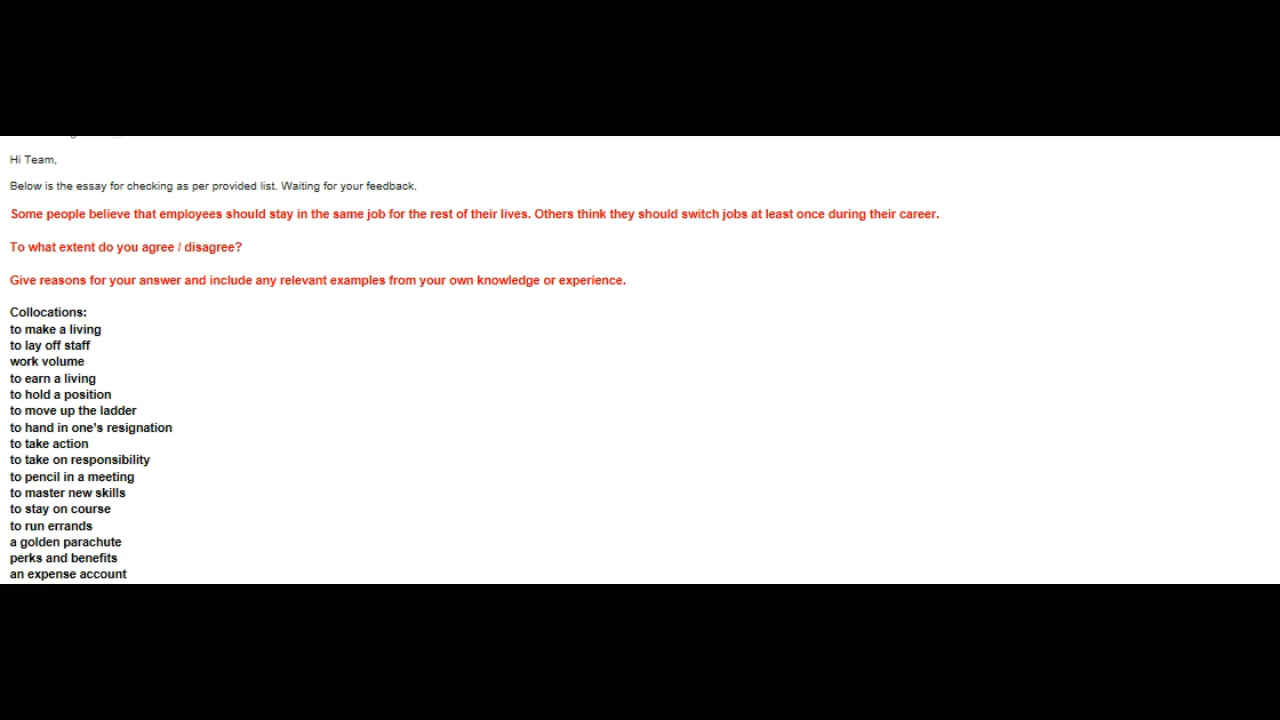 Hi Team,
Below is the essay for checking as per provided list. Waiting for your feedback.
Some people believe that employees should stay in the same job for the rest of their lives. Others think they should switch jobs at least once during their career.
To what extent do you agree / disagree?
Give reasons for your answer and include any relevant examples from your own knowledge or experience.
Collocations:
to make a living
to lay off staff
work volume
to earn a living
to hold a position
to move up the ladder
to hand in one's resignation
to take action
to take on responsibility
to pencil in a meeting
to master new skills
to stay on course
to run errands
a golden parachute
perks and benefits
an expense account